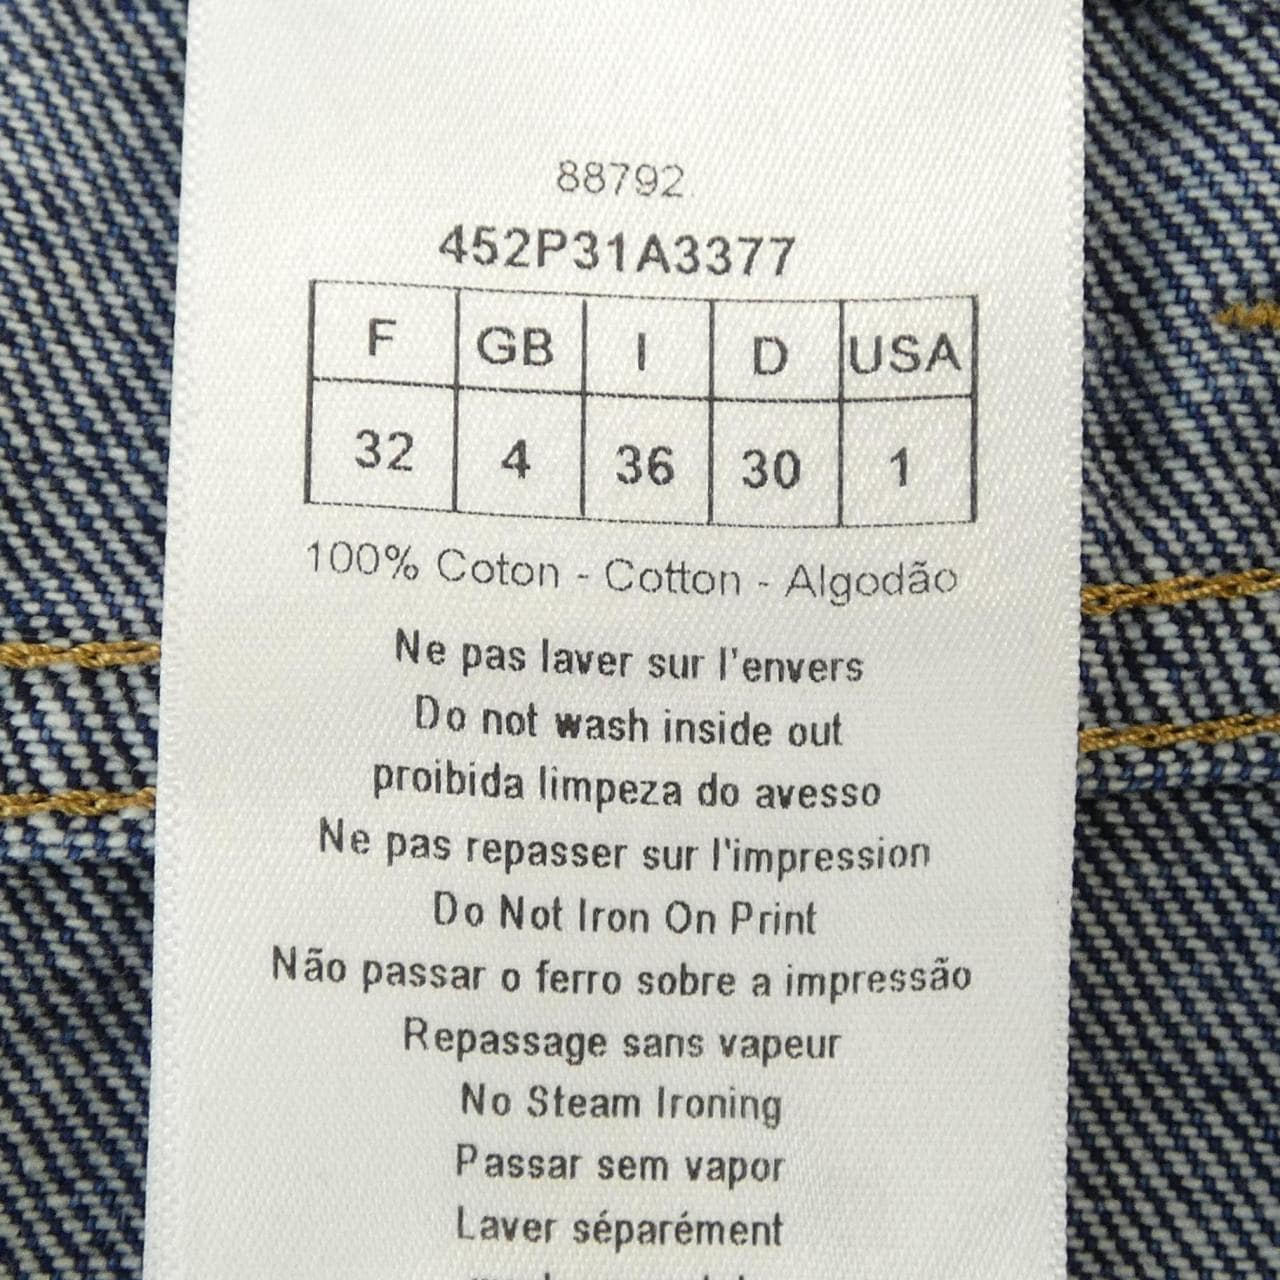 88792.
452P31A3377
F GB I D USA
32 4 36 30 1
100% Coton - Cotton - Algodão
Ne pas laver sur l'envers
Do not wash inside out
proibida limpeza do avesso
Ne pas repasser sur l'impression
Do Not Iron On Print
Não passar o ferro sobre a impressão
Repassage sans vapeur
No Steam Ironing
Passar sem vapor
Laver séparément